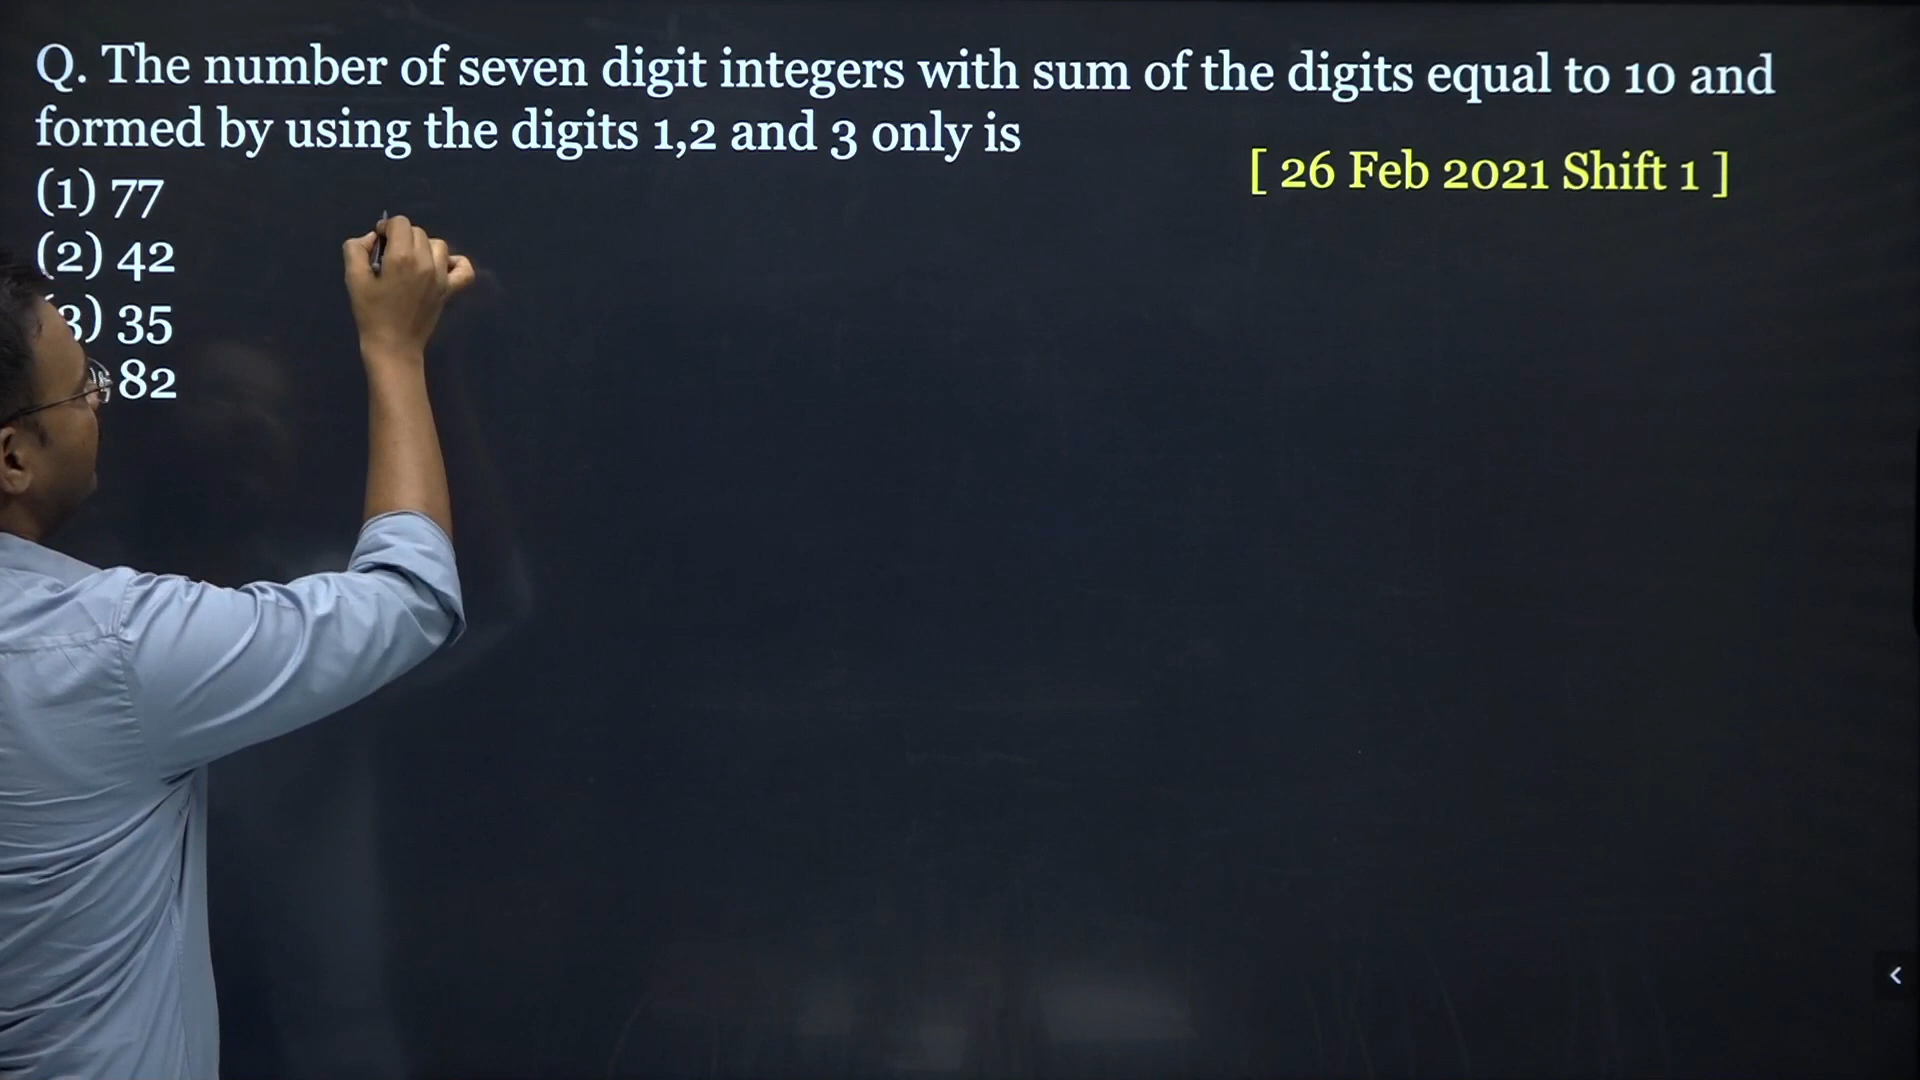 Q. The number of seven digit integers with sum of the digits equal to 10 and
formed by using the digits 1,2 and 3 only is
[ 26 Feb 2021 Shift 1 ]
(1) 77
(2) 42
(3) 35
82